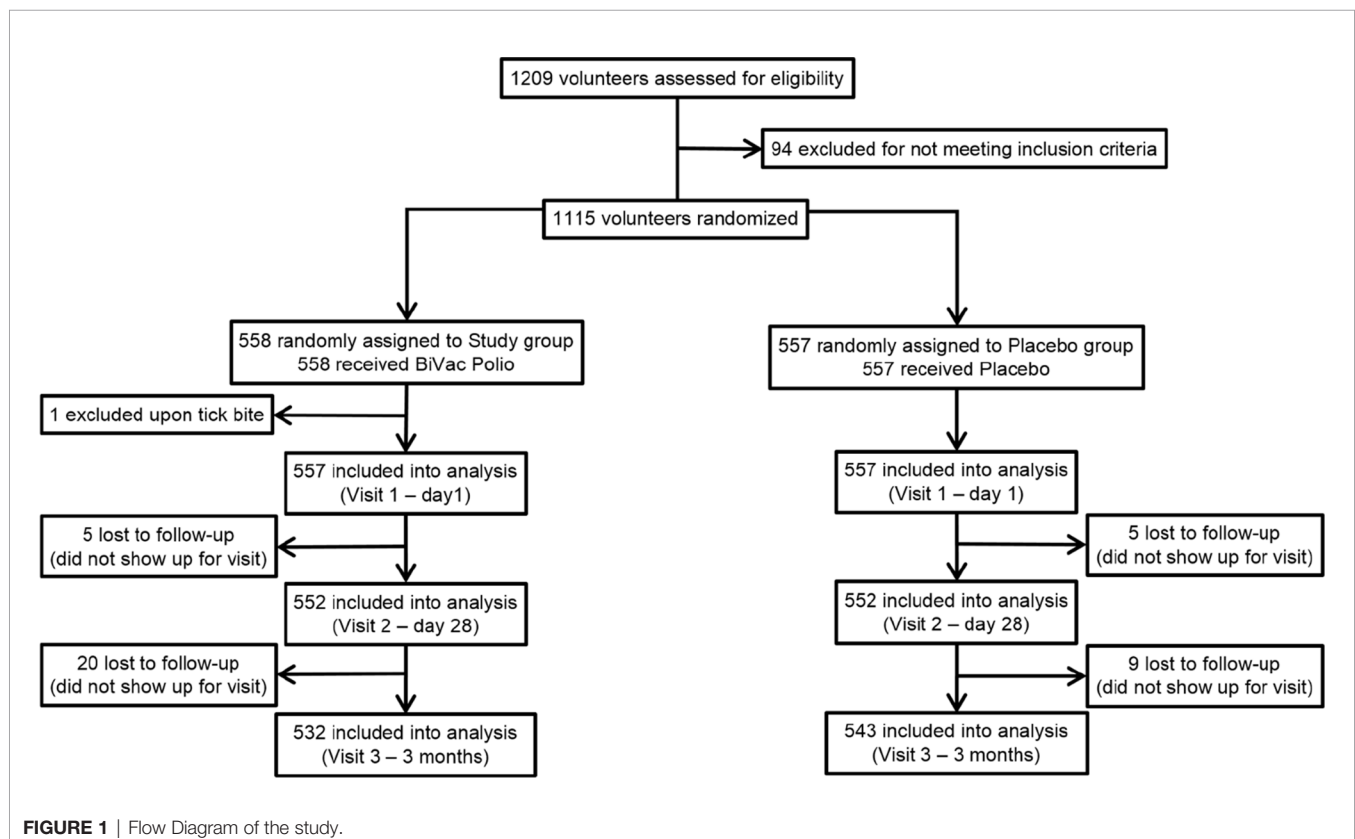 1209 volunteers assessed for eligibility
94 excluded for not meeting inclusion criteria
1115 volunteers randomized
558 randomly assigned to Study group
558 received BiVac Polio
557 randomly assigned to Placebo group
557 received Placebo
1 excluded upon tick bite
557 included into analysis
(Visit 1 – day1)
557 included into analysis
(Visit 1 – day 1)
5 lost to follow-up
(did not show up for visit)
5 lost to follow-up
(did not show up for visit)
552 included into analysis
(Visit 2 – day 28)
552 included into analysis
(Visit 2 – day 28)
20 lost to follow-up
(did not show up for visit)
9 lost to follow-up
(did not show up for visit)
532 included into analysis
(Visit 3 – 3 months)
543 included into analysis
(Visit 3 – 3 months)
FIGURE 1 | Flow Diagram of the study.